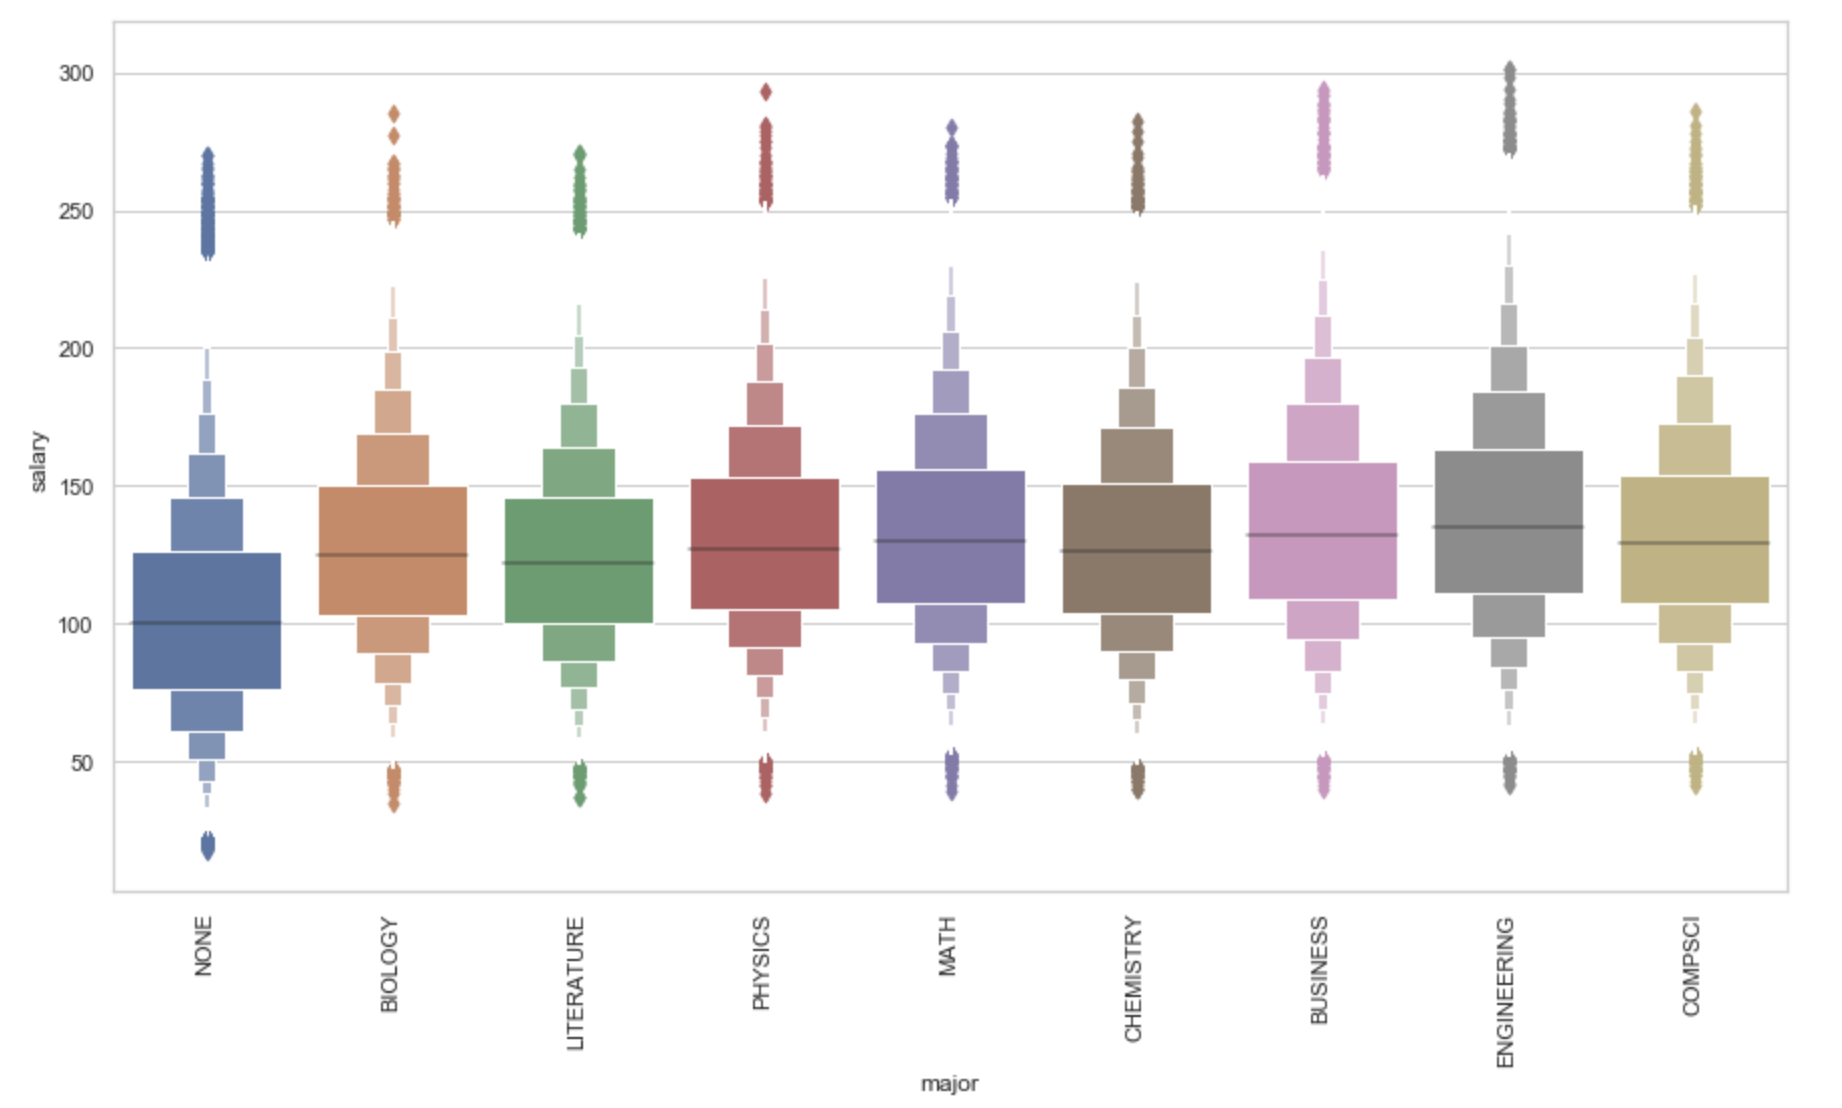 300
250
200
150
100
50
salary
NONE
BIOLOGY
LITERATURE
PHYSICS
MATH
CHEMISTRY
BUSINESS
ENGINEERING
COMPSCI
major